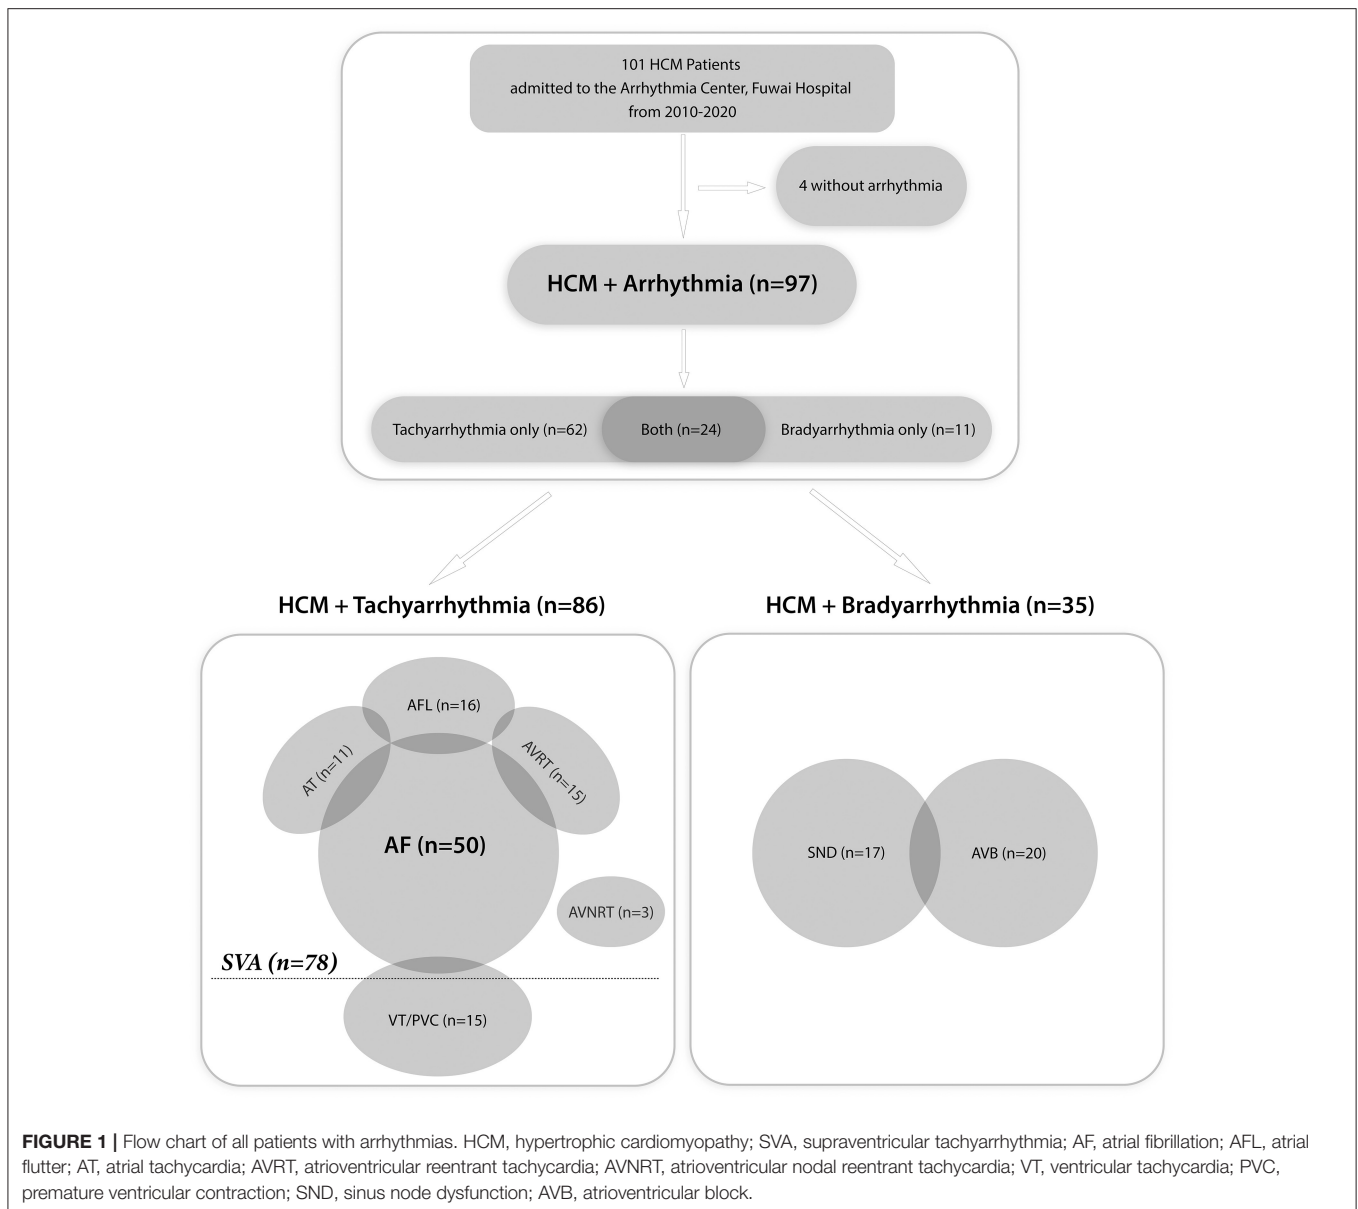 101 HCM Patients
admitted to the Arrhythmia Center, Fuwai Hospital
from 2010-2020
4 without arrhythmia
HCM + Arrhythmia (n=97)
Tachyarrhythmia only (n=62)
Both (n=24)
Bradyarrhythmia only (n=11)
HCM + Tachyarrhythmia (n=86)
HCM + Bradyarrhythmia (n=35)
AFL (n=16)
AT (n=11)
AVRT (n=15)
AF (n=50)
AVNRT (n=3)
SVA (n=78)
VT/PVC (n=15)
SND (n=17)
AVB (n=20)
FIGURE 1 | Flow chart of all patients with arrhythmias. HCM, hypertrophic cardiomyopathy; SVA, supraventricular tachyarrhythmia; AF, atrial fibrillation; AFL, atrial
flutter; AT, atrial tachycardia; AVRT, atrioventricular reentrant tachycardia; AVNRT, atrioventricular nodal reentrant tachycardia; VT, ventricular tachycardia; PVC,
premature ventricular contraction; SND, sinus node dysfunction; AVB, atrioventricular block.